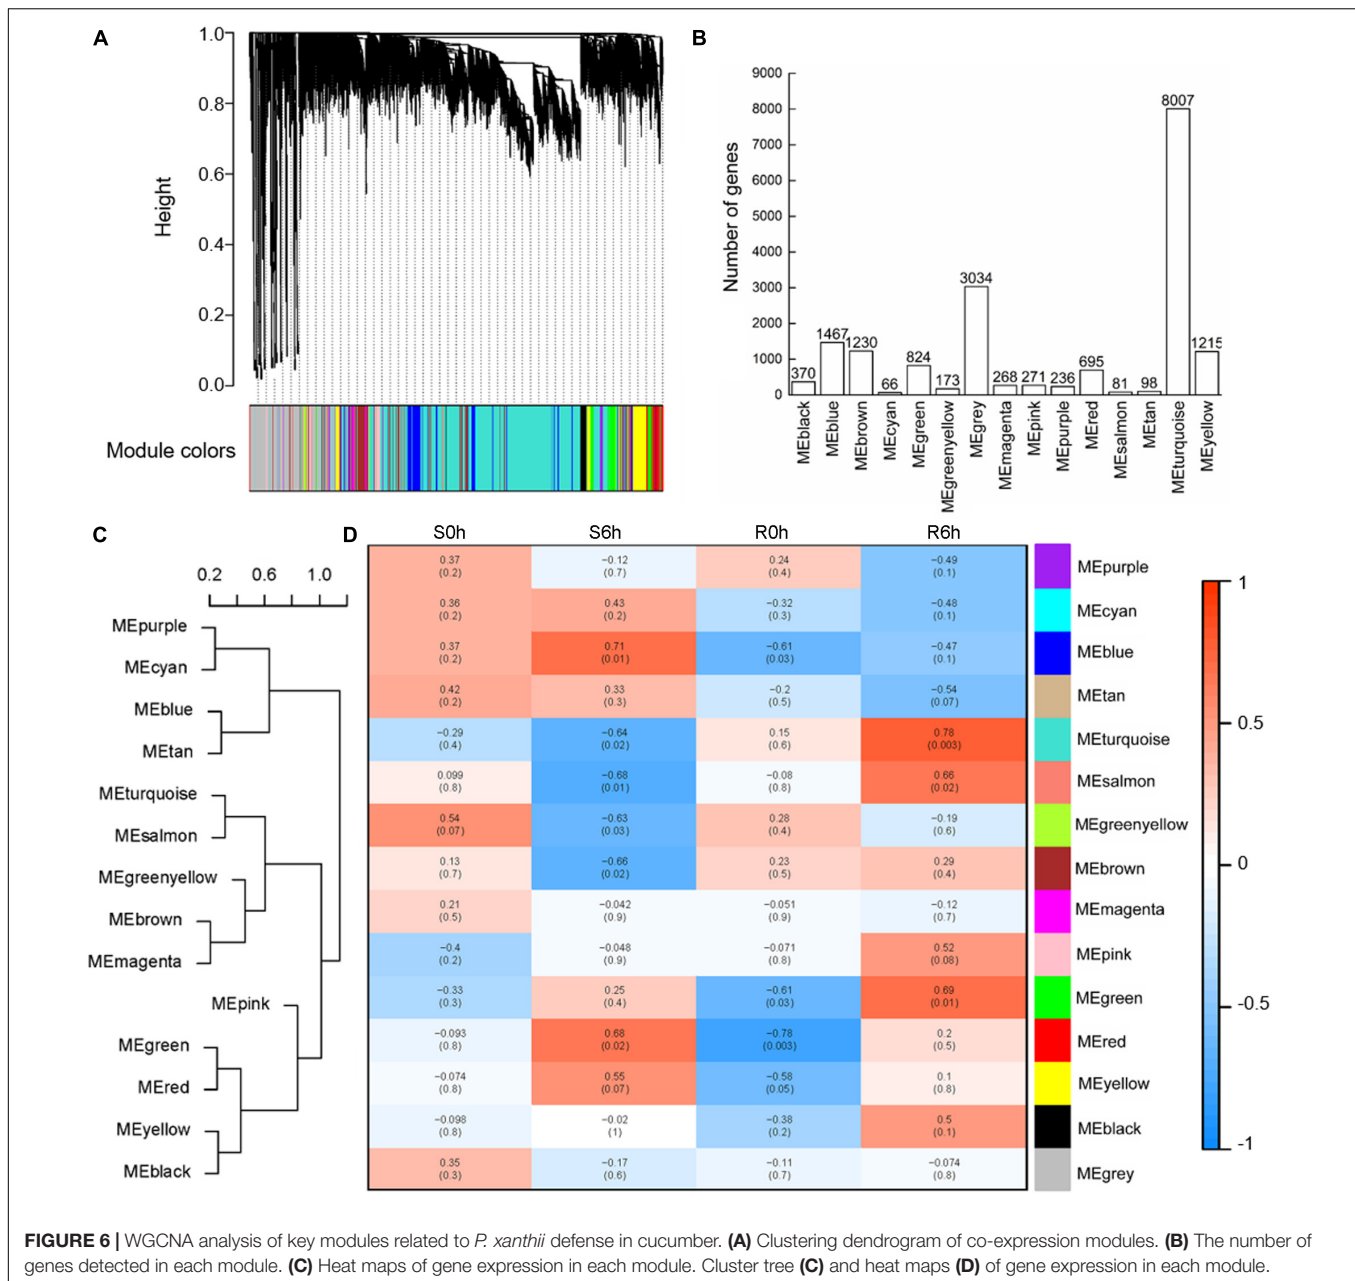 A
1.0
0.8
0.6
0.4
0.2
0.0
Height
Module colors
B
9000
8000
7000
6000
5000
4000
3000
2000
1000
0
Number of genes
370
1467
1230
66
824
173
3034
268
271
236
695
81
98
8007
1215
MEblack
MEblue
MEbrown
MEcyan
MEgreen
MEgreenyellow
MEgrey
MEmagenta
MEpink
MEpurple
MEred
MEsalmon
MEtan
MEturquoise
MEyellow
C
0.2 0.6 1.0
MEpurple
MEcyan
MEblue
MEtan
MEturquoise
MEsalmon
MEgreenyellow
MEbrown
MEmagenta
MEpink
MEgreen
MEred
MEyellow
MEblack
D
S0h S6h R0h R6h
0.37 −0.12 0.24 −0.49
(0.2) (0.7) (0.4) (0.1)
MEpurple
0.36 0.43 −0.32 −0.48
(0.2) (0.2) (0.3) (0.1)
MEcyan
0.37 0.71 −0.61 −0.47
(0.2) (0.01) (0.03) (0.1)
MEblue
0.42 0.33 −0.2 −0.54
(0.2) (0.3) (0.5) (0.07)
MEtan
−0.29 −0.64 0.15 0.78
(0.4) (0.02) (0.6) (0.003)
MEturquoise
0.099 −0.68 −0.08 0.66
(0.8) (0.01) (0.8) (0.02)
MEsalmon
0.54 −0.63 0.28 −0.19
(0.07) (0.03) (0.4) (0.6)
MEgreenyellow
0.13 −0.66 0.23 0.29
(0.7) (0.02) (0.5) (0.4)
MEbrown
0.21 −0.042 −0.051 −0.12
(0.5) (0.9) (0.9) (0.7)
MEmagenta
−0.4 −0.048 −0.071 0.52
(0.2) (0.9) (0.8) (0.08)
MEpink
−0.33 0.25 −0.61 0.69
(0.3) (0.4) (0.03) (0.01)
MEgreen
−0.093 0.68 −0.78 0.2
(0.8) (0.02) (0.003) (0.5)
MEred
−0.074 0.55 −0.58 0.1
(0.8) (0.07) (0.05) (0.8)
MEyellow
−0.098 −0.02 −0.38 0.5
(0.8) (1) (0.2) (0.1)
MEblack
0.35 −0.17 −0.11 −0.074
(0.3) (0.6) (0.7) (0.8)
MEgrey
1
0.5
0
-0.5
-1
FIGURE 6 | WGCNA analysis of key modules related to P. xanthii defense in cucumber. (A) Clustering dendrogram of co-expression modules. (B) The number of
genes detected in each module. (C) Heat maps of gene expression in each module. Cluster tree (C) and heat maps (D) of gene expression in each module.